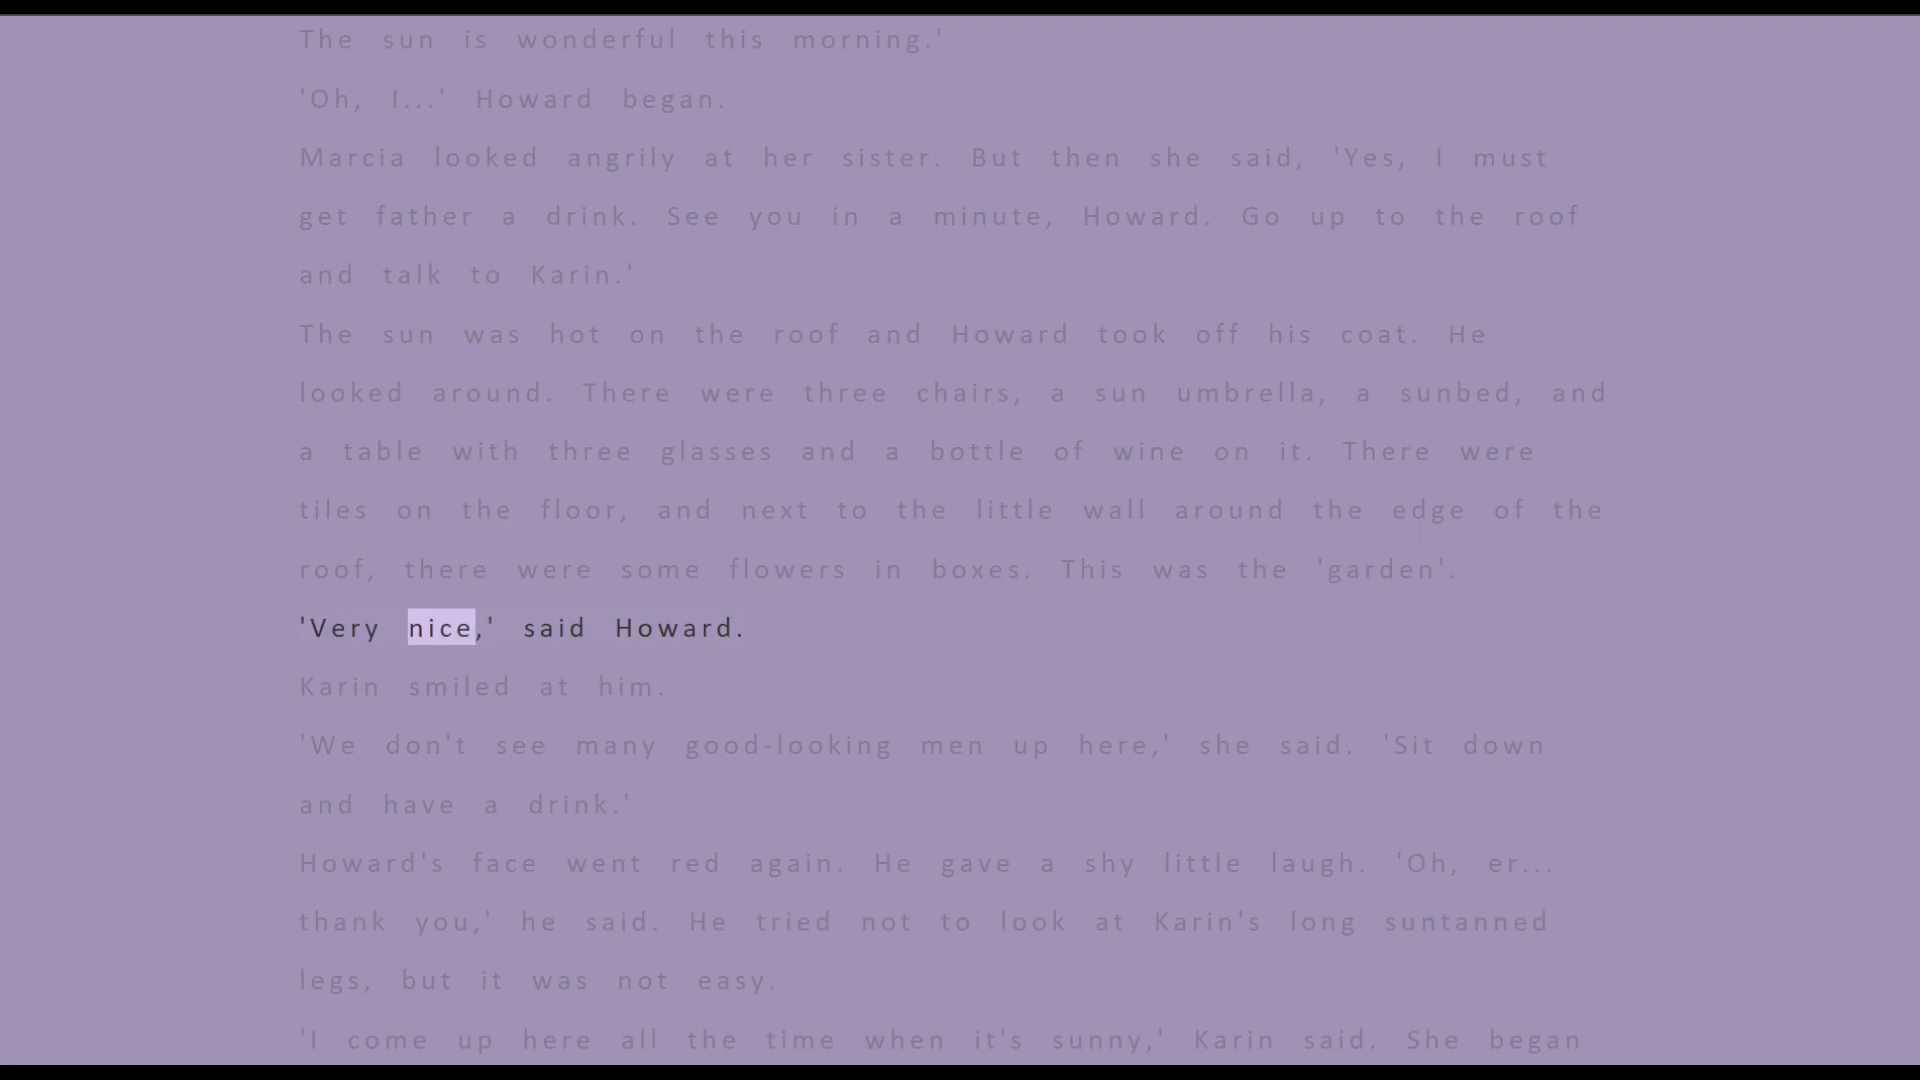 The sun is wonderful this morning.'
'Oh, I...' Howard began.
Marcia looked angrily at her sister. But then she said, 'Yes, I must
get father a drink. See you in a minute, Howard. Go up to the roof
and talk to Karin.'
The sun was hot on the roof and Howard took off his coat. He
looked around. There were three chairs, a sun umbrella, a sunbed, and
a table with three glasses and a bottle of wine on it. There were
tiles on the floor, and next to the little wall around the edge of the
roof, there were some flowers in boxes. This was the 'garden'.
'Very nice,' said Howard.
Karin smiled at him.
'We don't see many good-looking men up here,' she said. 'Sit down
and have a drink.'
Howard's face went red again. He gave a shy little laugh. 'Oh, er...
thank you,' he said. He tried not to look at Karin's long suntanned
legs, but it was not easy.
'I come up here all the time when it's sunny,' Karin said. She began